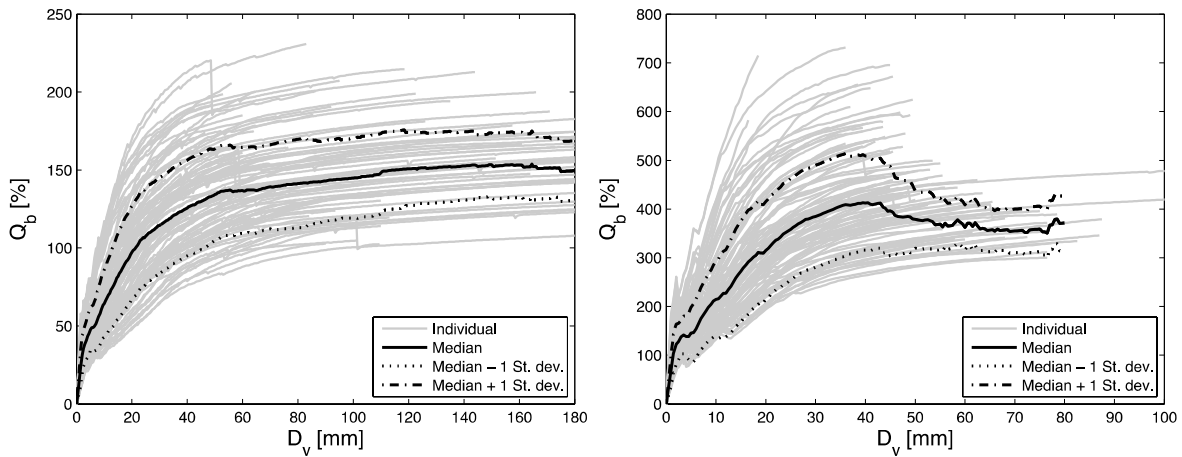 250
200
150
100
50
0
Q_b [%]
0 20 40 60 80 100 120 140 160 180
D_v [mm]
Individual
Median
Median – 1 St. dev.
Median + 1 St. dev.
800
700
600
500
400
300
200
100
0
Q_b [%]
0 10 20 30 40 50 60 70 80 90 100
D_v [mm]
Individual
Median
Median – 1 St. dev.
Median + 1 St. dev.